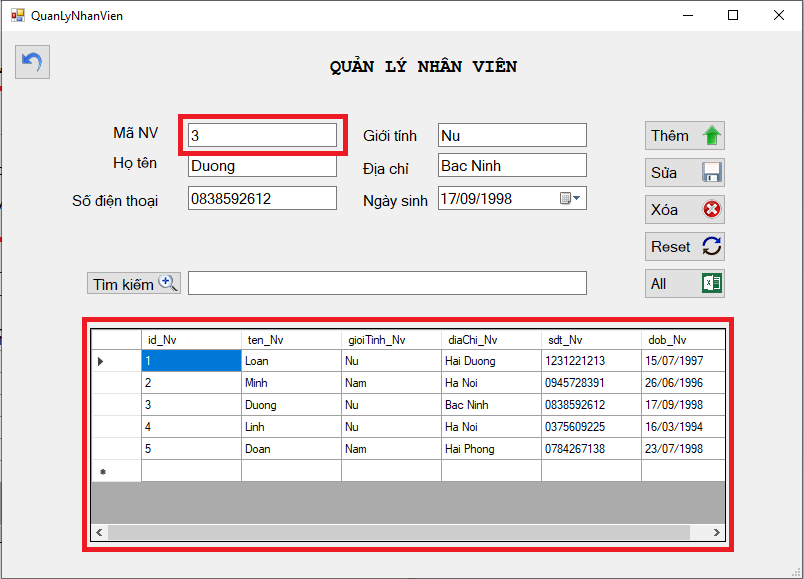 QuanLyNhanVien
QUẢN LÝ NHÂN VIÊN
Mã NV 3 Giới tính Nu Thêm
Họ tên Duong Địa chỉ Bac Ninh Sửa
Số điện thoại 0838592612 Ngày sinh 17/09/1998 Xóa
Reset
Tìm kiếm All
id_Nv ten_Nv gioiTinh_Nv diaChi_Nv sdt_Nv dob_Nv
1 Loan Nu Hai Duong 1231221213 15/07/1997
2 Minh Nam Ha Noi 0945728391 26/06/1996
3 Duong Nu Bac Ninh 0838592612 17/09/1998
4 Linh Nu Ha Noi 0375609225 16/03/1994
5 Doan Nam Hai Phong 0784267138 23/07/1998